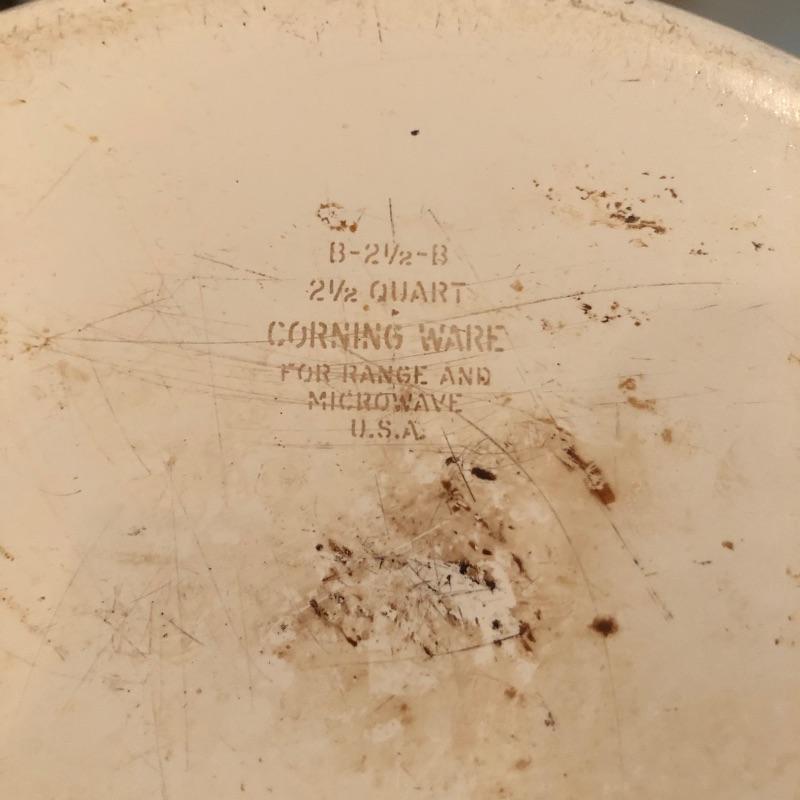 B-2½-B
2½ QUART
CORNING WARE
FOR RANGE AND
MICROWAVE
U.S.A.